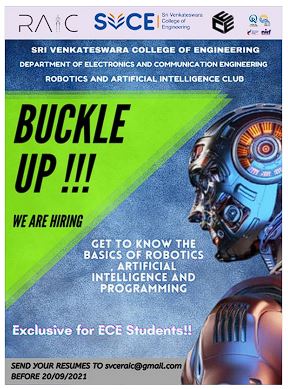 RAIC
SVCE
Sri Venkateswara
College of
Engineering
SRI VENKATESWARA COLLEGE OF ENGINEERING
DEPARTMENT OF ELECTRONICS AND COMMUNICATION ENGINEERING
ROBOTICS AND ARTIFICIAL INTELLIGENCE CLUB
BUCKLE
UP !!!
WE ARE HIRING
GET TO KNOW THE
BASICS OF ROBOTICS
, ARTIFICIAL
INTELLIGENCE AND
PROGRAMMING
Exclusive for ECE Students!!
SEND YOUR RESUMES TO svceraic@gmail.com
BEFORE 20/09/2021